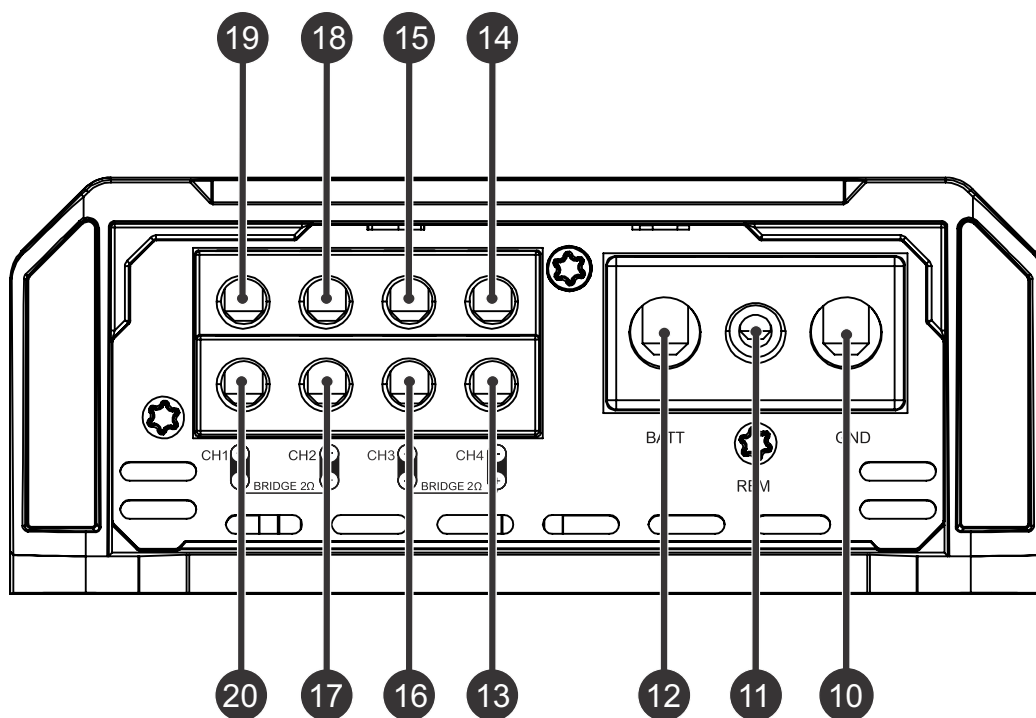 19 18 15 14
BATT GND
CH1 CH2 CH3 CH4
BRIDGE 2Ω BRIDGE 2Ω
REM
20 17 16 13 12 11 10